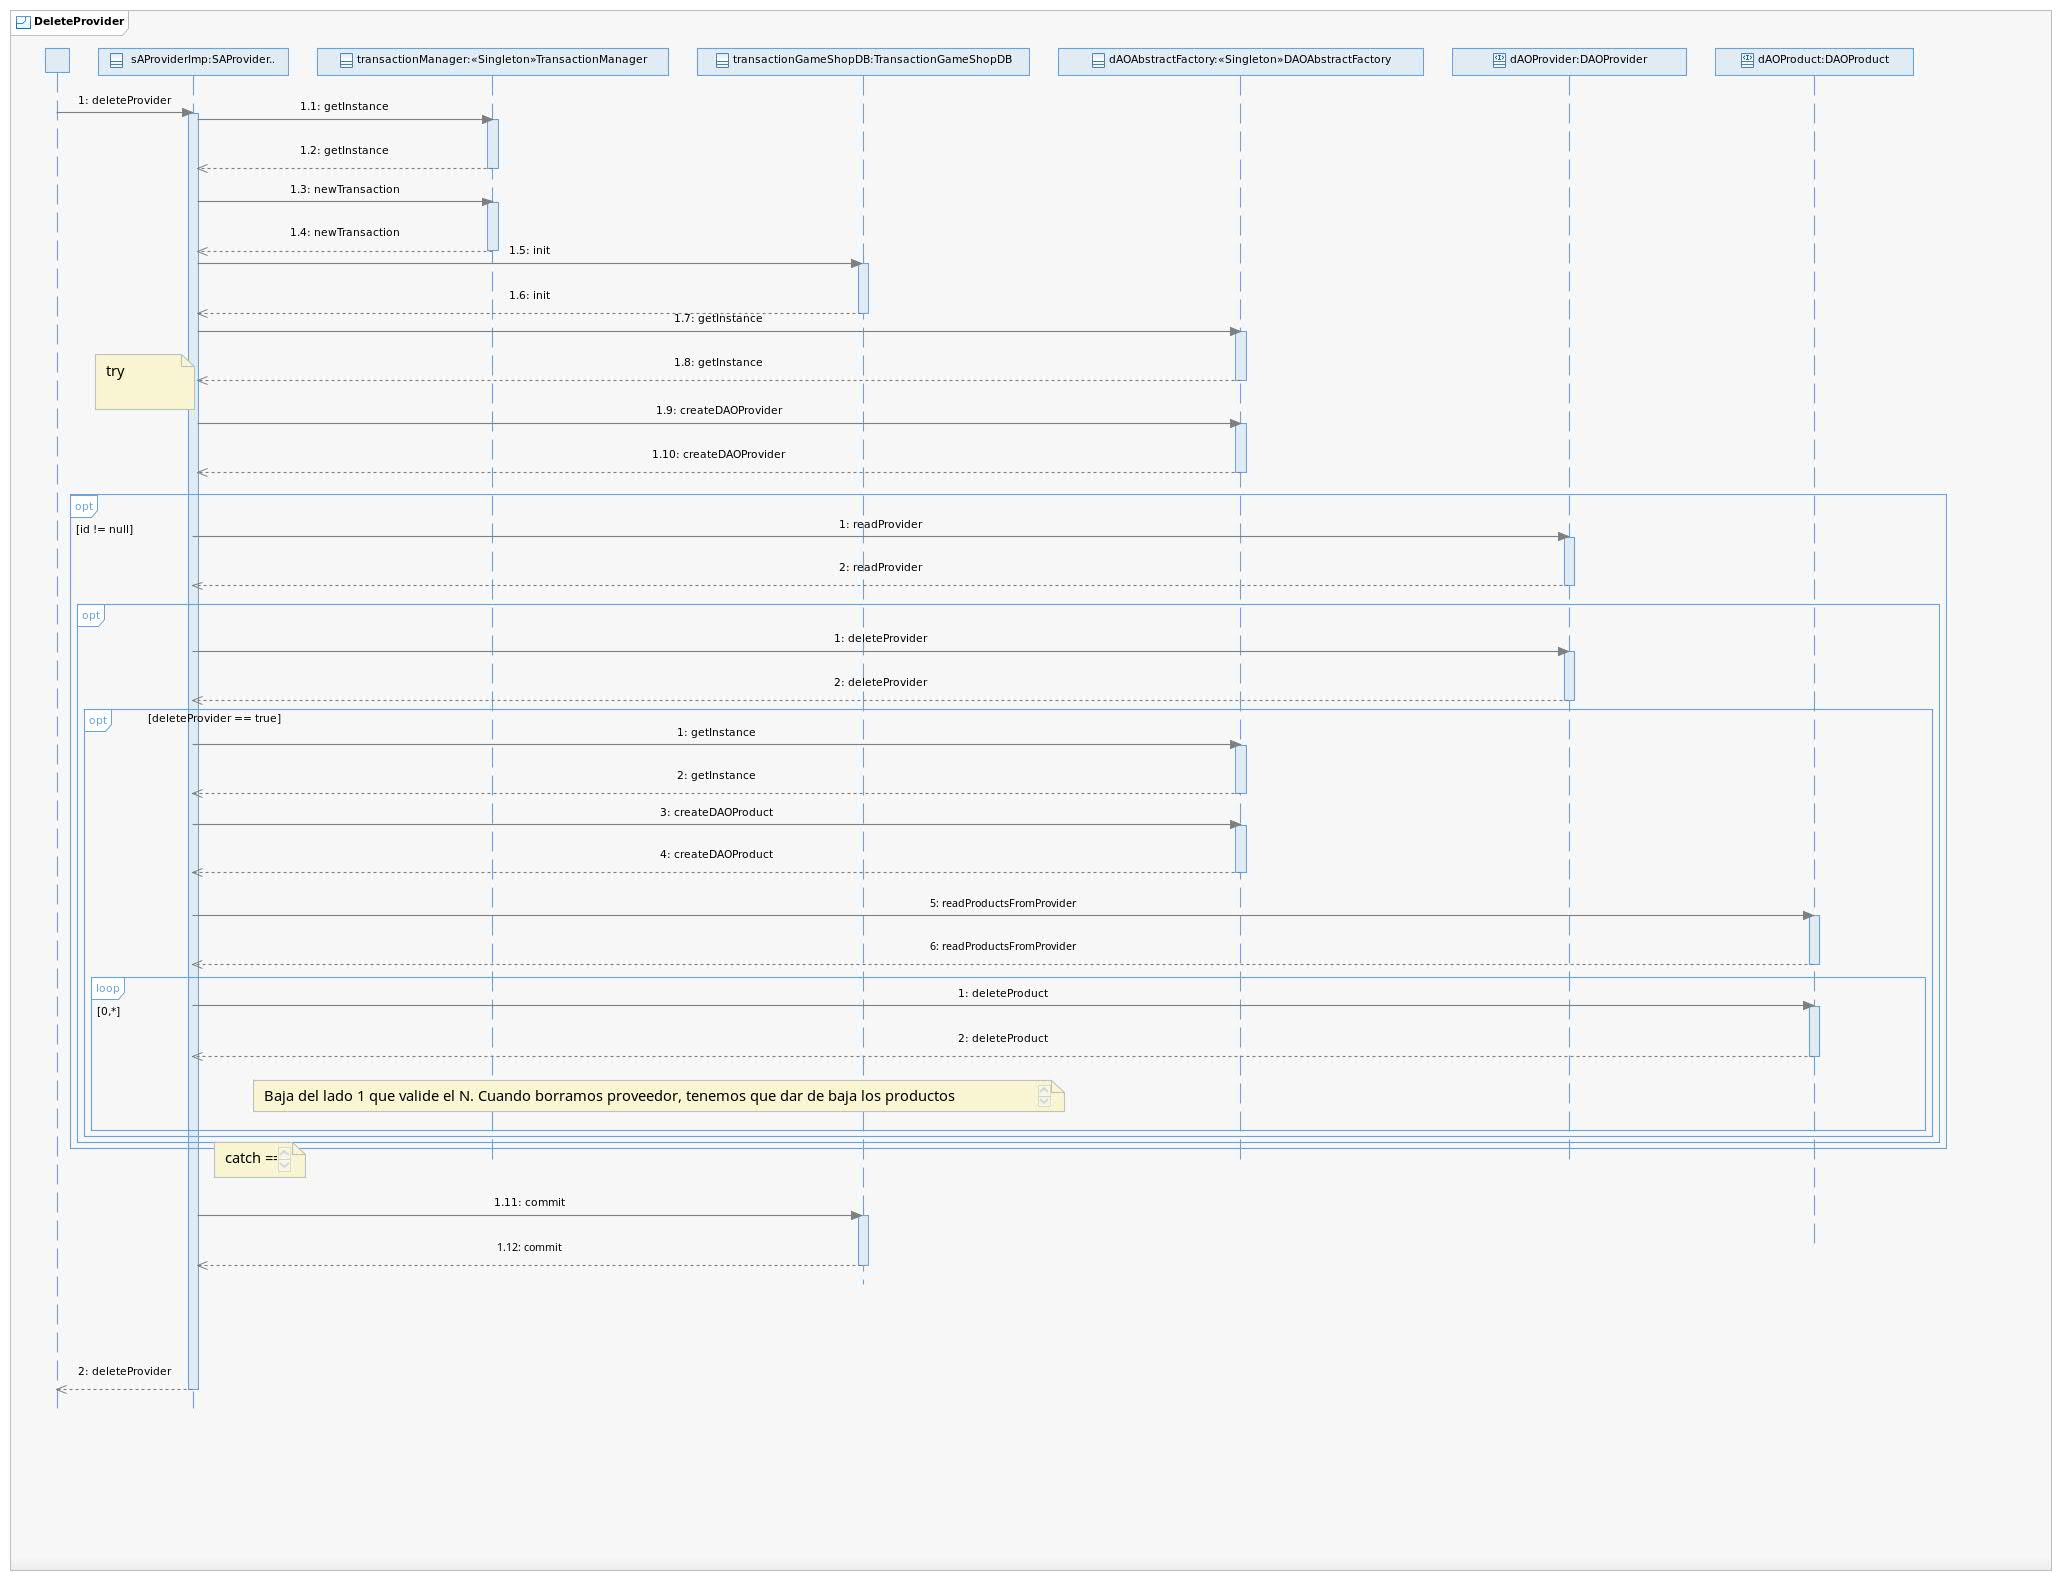 DeleteProvider
sAProviderImp:SAProvider..
transactionManager:«Singleton»TransactionManager
transactionGameShopDB:TransactionGameShopDB
dAOAbstractFactory:«Singleton»DAOAbstractFactory
dAOProvider:DAOProvider
dAOProduct:DAOProduct
1: deleteProvider
1.1: getInstance
1.2: getInstance
1.3: newTransaction
1.4: newTransaction
1.5: init
1.6: init
1.7: getInstance
try
1.8: getInstance
1.9: createDAOProvider
1.10: createDAOProvider
opt
[id != null]
1: readProvider
2: readProvider
opt
1: deleteProvider
2: deleteProvider
opt
[deleteProvider == true]
1: getInstance
2: getInstance
3: createDAOProduct
4: createDAOProduct
5: readProductsFromProvider
6: readProductsFromProvider
loop
[0,*]
1: deleteProduct
2: deleteProduct
Baja del lado 1 que valide el N. Cuando borramos proveedor, tenemos que dar de baja los productos
catch ==
1.11: commit
1.12: commit
2: deleteProvider